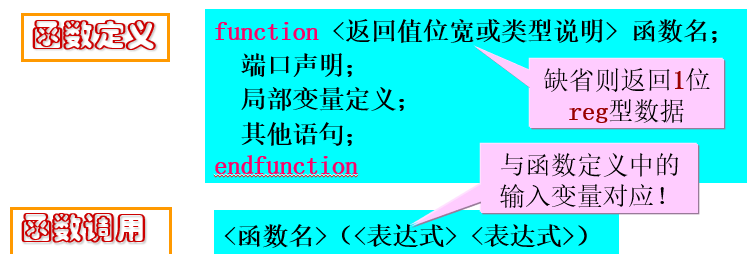 函数定义
function <返回值位宽或类型说明> 函数名;
端口声明;
局部变量定义;
其他语句;
endfunction
缺省则返回1位
reg型数据
与函数定义中的
输入变量对应！
函数调用
<函数名>（<表达式> <表达式>）